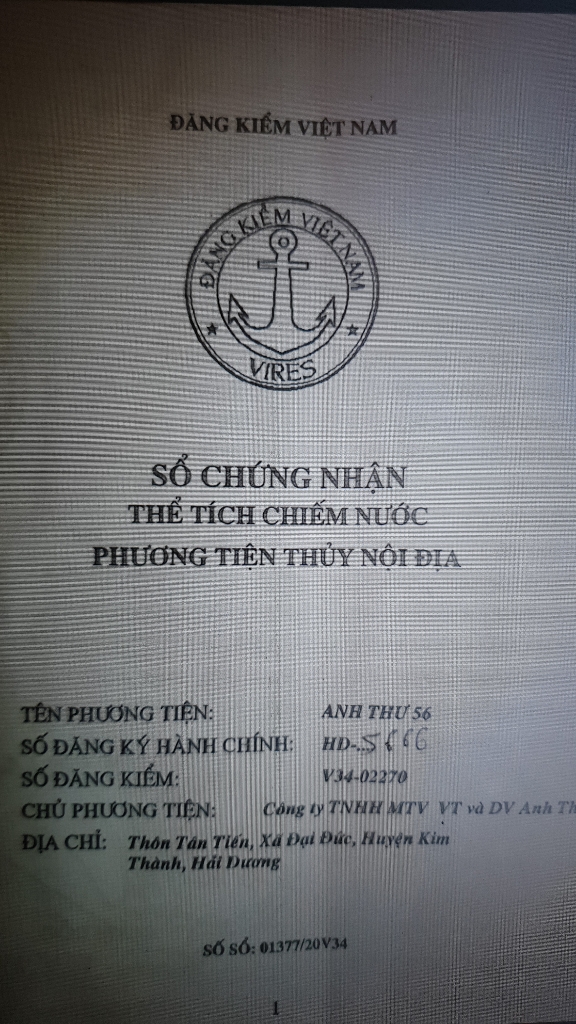 ĐĂNG KIỂM VIỆT NAM
ĐĂNG KIỂM VIỆT NAM
VIRES
SỔ CHỨNG NHẬN
THỂ TÍCH CHIẾM NƯỚC
PHƯƠNG TIỆN THỦY NỘI ĐỊA
TÊN PHƯƠNG TIỆN: ANH THƯ 56
SỐ ĐĂNG KÝ HÀNH CHÍNH: HD-
SỐ ĐĂNG KIỂM: V34-02270
CHỦ PHƯƠNG TIỆN: Công ty TNHH MTV VT và DV Anh
ĐỊA CHỈ: Thôn Tân Tiến, Xã Đại Đức, Huyện Kim
Thành, Hải Dương
SỐ SỔ: 01377/20V34
1